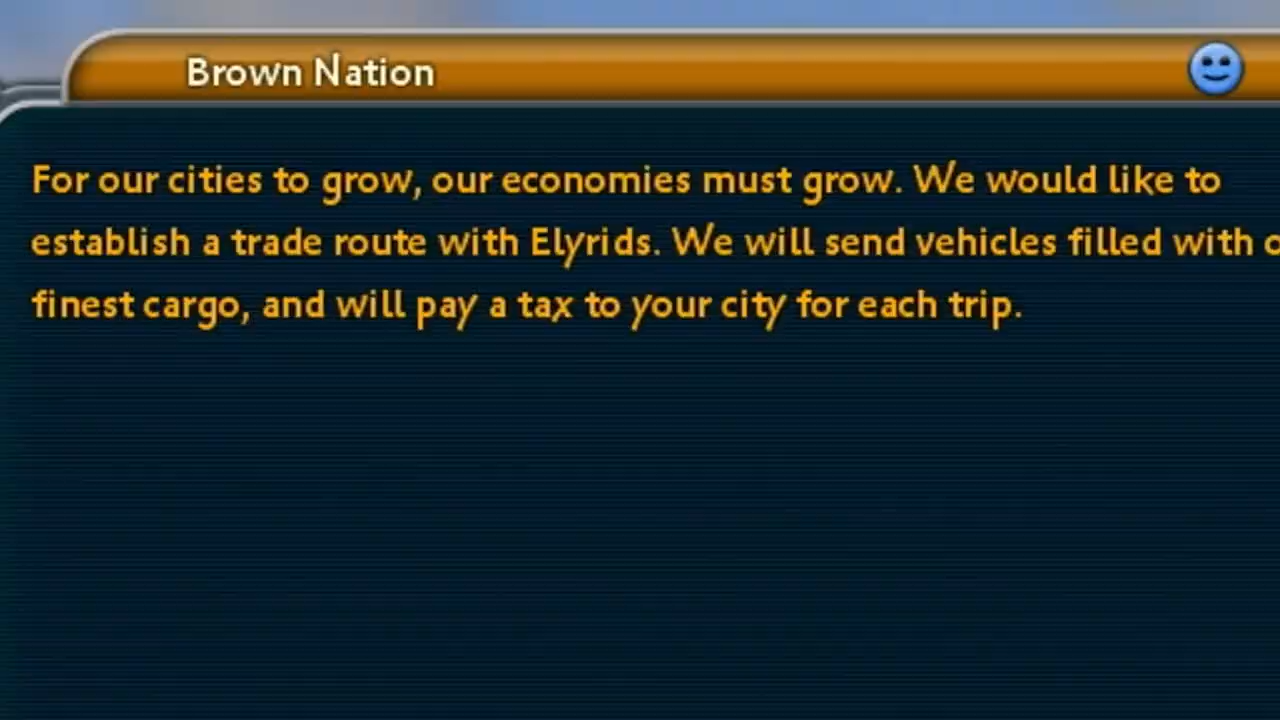 Brown Nation
For our cities to grow, our economies must grow. We would like to
establish a trade route with Elyrids. We will send vehicles filled with
finest cargo, and will pay a tax to your city for each trip.